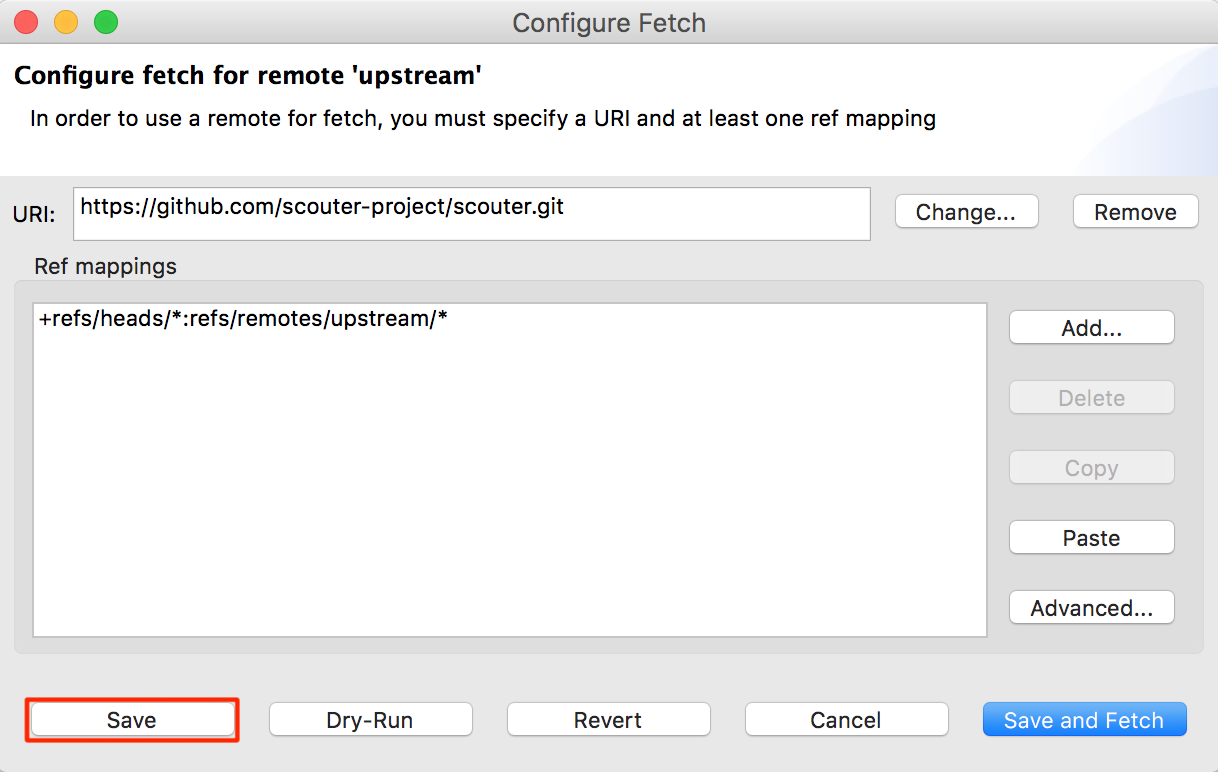 Configure Fetch
Configure fetch for remote 'upstream'
In order to use a remote for fetch, you must specify a URI and at least one ref mapping
URI: https://github.com/scouter-project/scouter.git Change... Remove
Ref mappings
+refs/heads/*:refs/remotes/upstream/*
Add...
Delete
Copy
Paste
Advanced...
Save Dry-Run Revert Cancel Save and Fetch